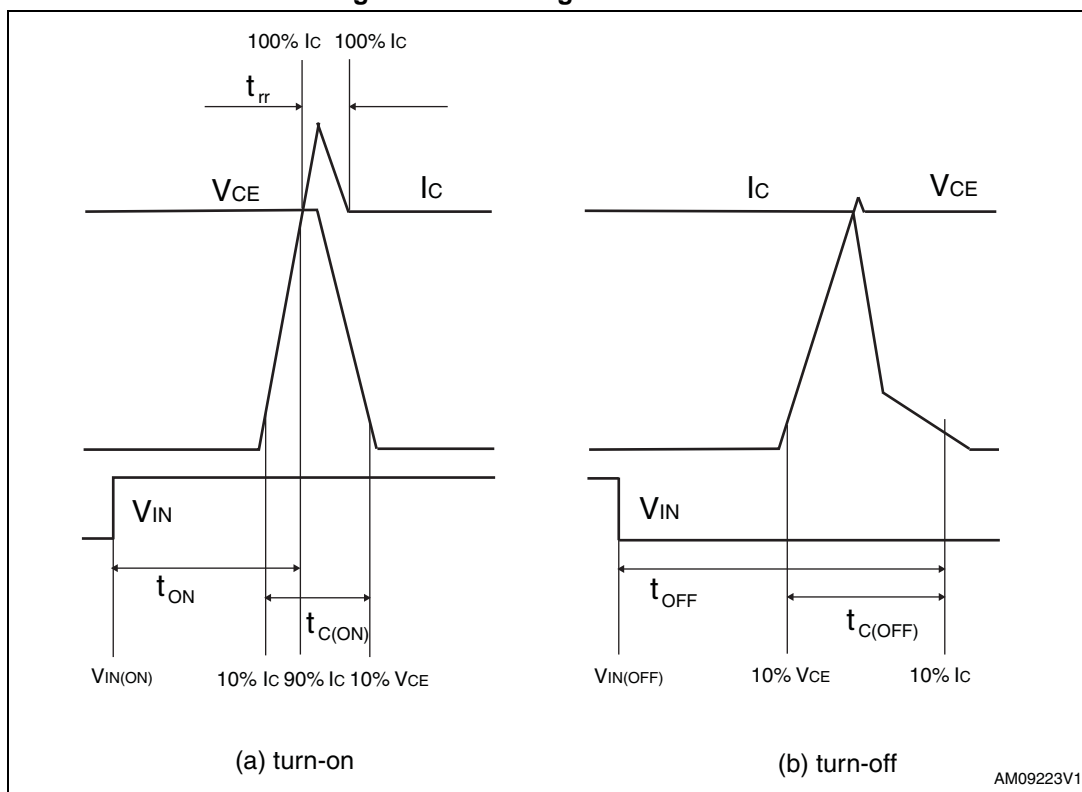 100% IC 100% IC
trr
VCE IC
VIN
tON
tC(ON)
VIN(ON) 10% IC 90% IC 10% VCE
(a) turn-on
IC VCE
VIN
tOFF
tC(OFF)
VIN(OFF) 10% VCE 10% IC
(b) turn-off
AM09223V1